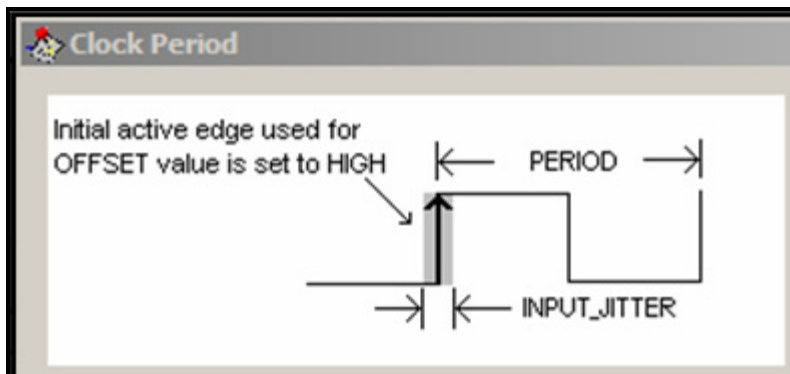 Clock Period
Initial active edge used for
OFFSET value is set to HIGH
PERIOD
INPUT_JITTER